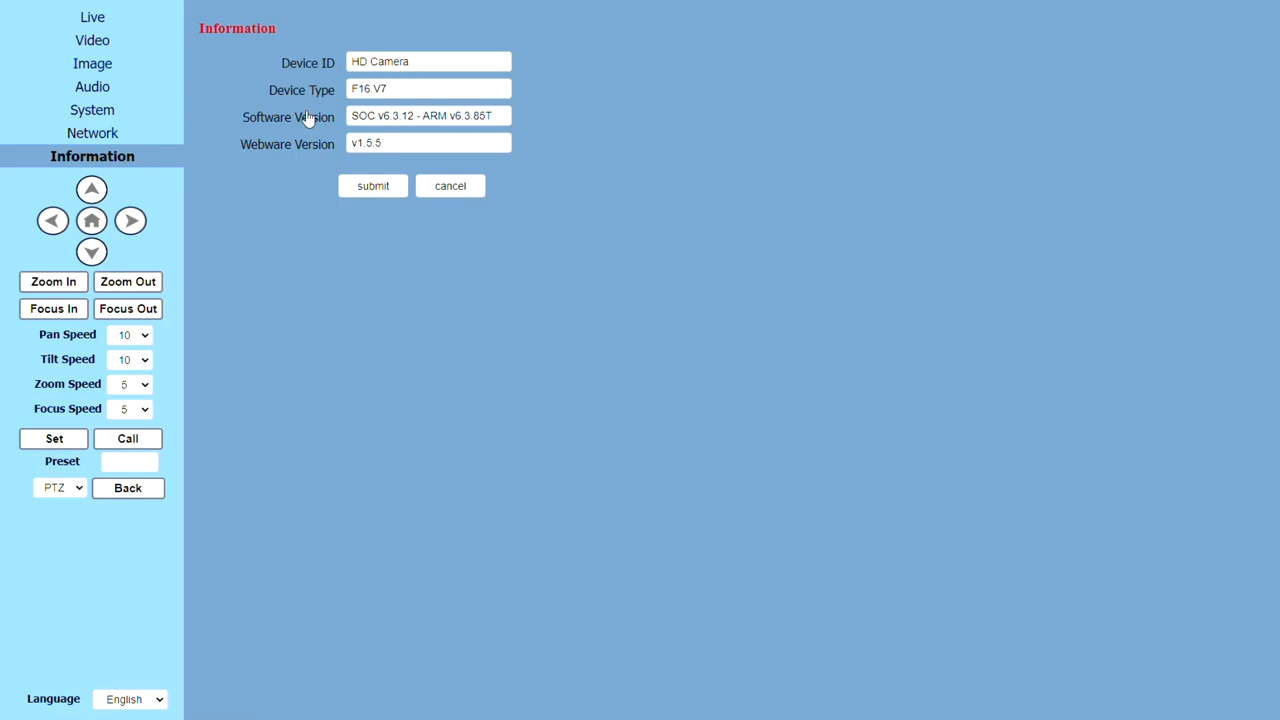 Live
Video
Image
Audio
System
Network
Information
Zoom In Zoom Out
Focus In Focus Out
Pan Speed 10
Tilt Speed 10
Zoom Speed 5
Focus Speed 5
Set Call
Preset
PTZ Back
Language English
Information
Device ID HD Camera
Device Type F16.V7
Software Version SOC v6.3.12 - ARM v6.3.85T
Webware Version v1.5.5
submit cancel